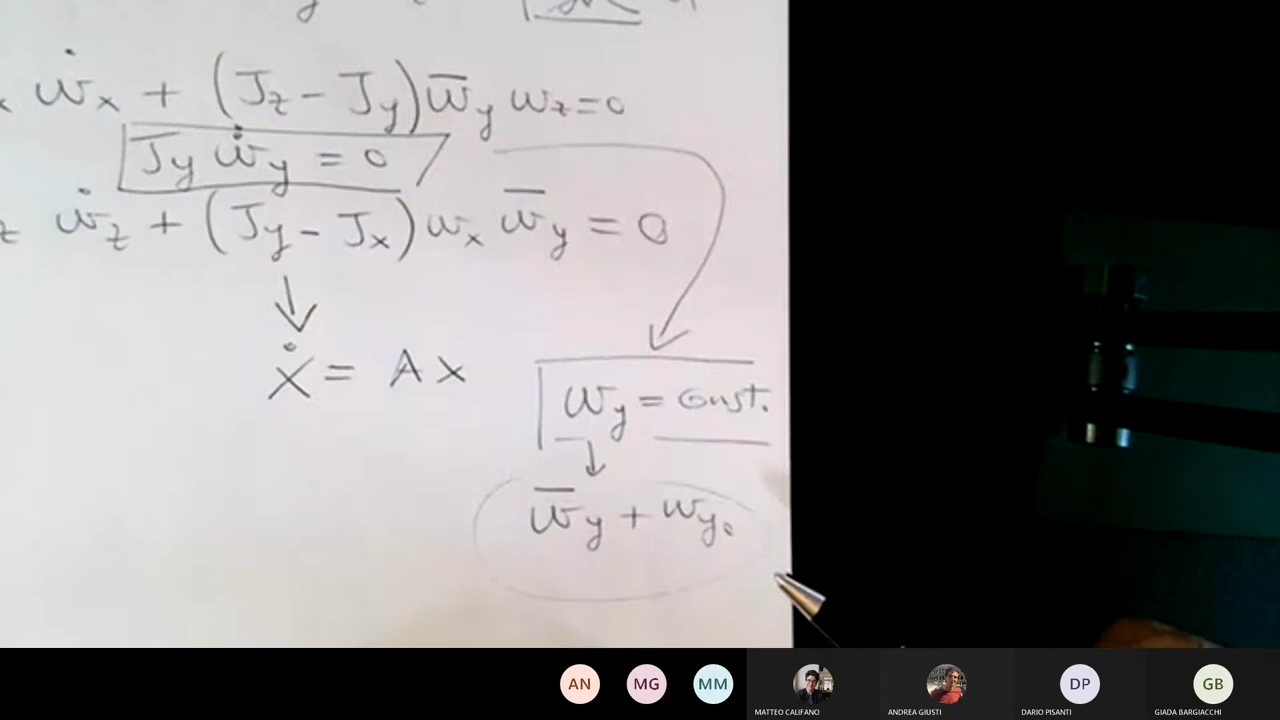 ẇx + (Jz - Jy) w̄y wz = 0
Jy ẇy = 0
ẇz + (Jy - Jx) wx w̄y = 0
ẋ = Ax
wy = const.
w̄y + wy₀
AN MG MM DP GB
MATTEO CALIFANO ANDREA GIUSTI DARIO PISANTI GIADA BARGIACCHI